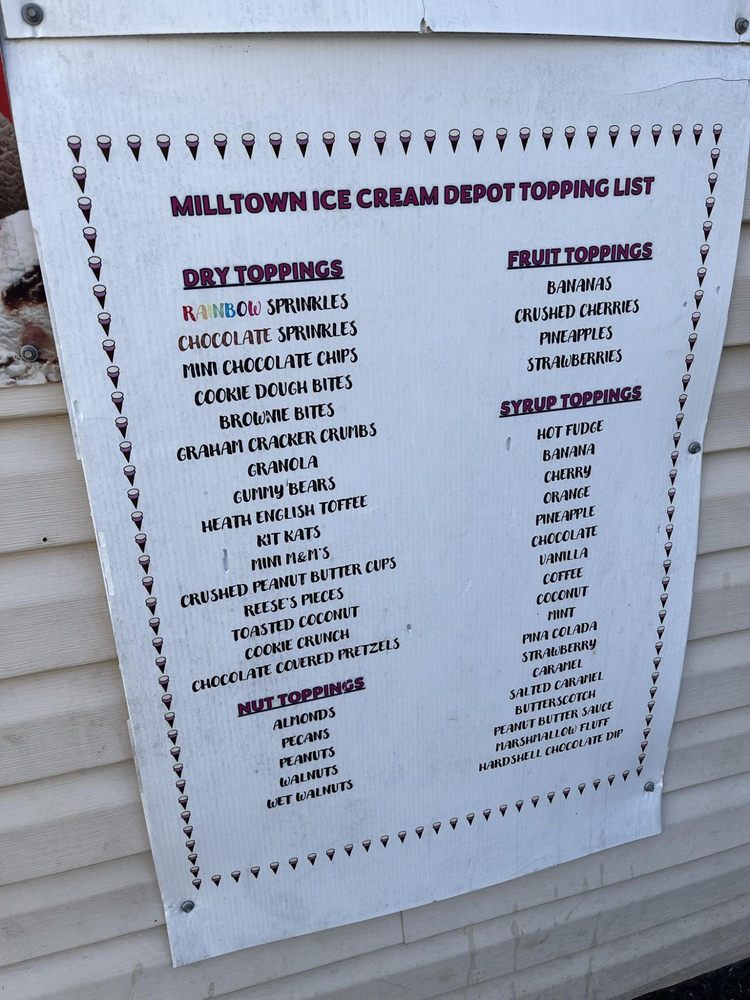 MILLTOWN ICE CREAM DEPOT TOPPING LIST
DRY TOPPINGS
RAINBOW SPRINKLES
CHOCOLATE SPRINKLES
MINI CHOCOLATE CHIPS
COOKIE DOUGH BITES
BROWNIE BITES
GRAHAM CRACKER CRUMBS
GRANOLA
GUMMY BEARS
HEATH ENGLISH TOFFEE
KIT KATS
MINI M&M'S
CRUSHED PEANUT BUTTER CUPS
REESE'S PIECES
TOASTED COCONUT
COOKIE CRUNCH
CHOCOLATE COVERED PRETZELS
NUT TOPPINGS
ALMONDS
PECANS
PEANUTS
WALNUTS
WET WALNUTS
FRUIT TOPPINGS
BANANAS
CRUSHED CHERRIES
PINEAPPLES
STRAWBERRIES
SYRUP TOPPINGS
HOT FUDGE
BANANA
CHERRY
ORANGE
PINEAPPLE
CHOCOLATE
VANILLA
COFFEE
COCONUT
MINT
PINA COLADA
STRAWBERRY
CARAMEL
SALTED CARAMEL
BUTTERSCOTCH
PEANUT BUTTER SAUCE
MARSHMALLOW FLUFF
HARDSHELL CHOCOLATE DIP